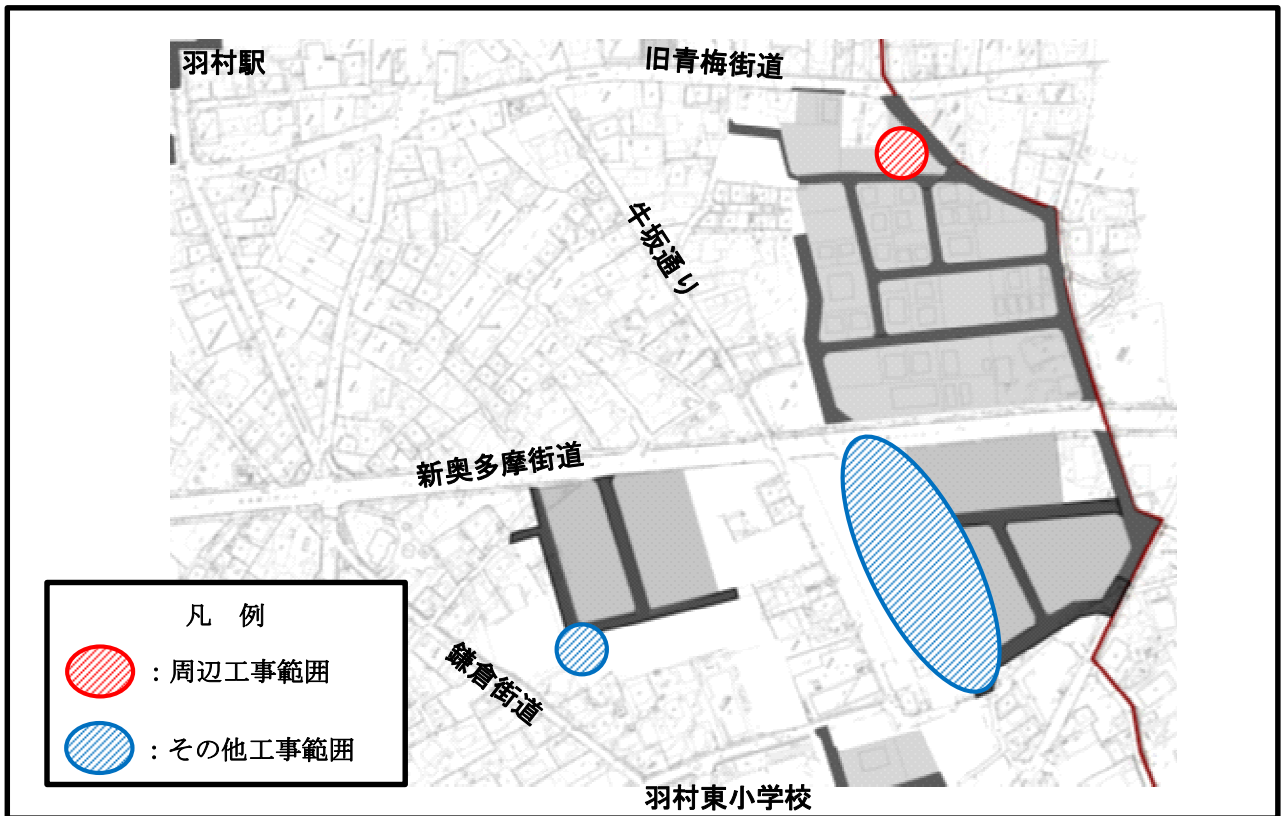 羽村駅
旧青梅街道
牛坂通り
新奥多摩街道
鎌倉街道
羽村東小学校
凡 例
：周辺工事範囲
：その他工事範囲